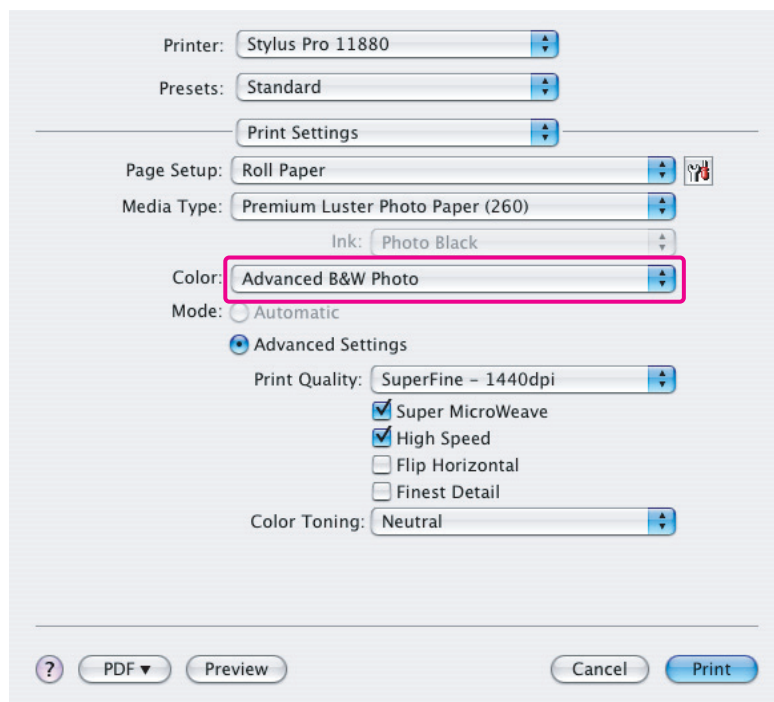 Printer: Stylus Pro 11880
Presets: Standard
Print Settings
Page Setup: Roll Paper
Media Type: Premium Luster Photo Paper (260)
Ink: Photo Black
Color: Advanced B&W Photo
Mode: Automatic
Advanced Settings
Print Quality: SuperFine – 1440dpi
Super MicroWeave
High Speed
Flip Horizontal
Finest Detail
Color Toning: Neutral
? PDF ▼ Preview Cancel Print